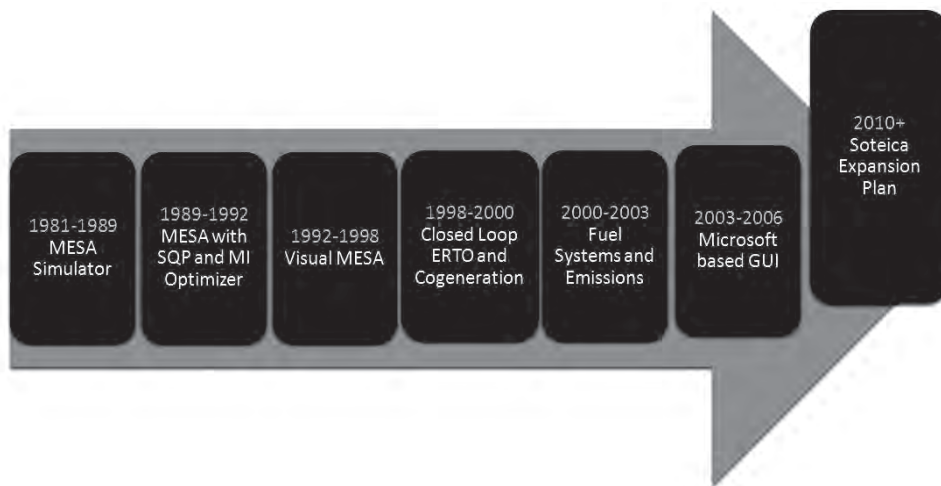 1981-1989
MESA
Simulator
1989-1992
MESA with
SQP and MI
Optimizer
1992-1998
Visual MESA
1998-2000
Closed Loop
ERTO and
Cogeneration
2000-2003
Fuel
Systems and
Emissions
2003-2006
Microsoft
based GUI
2010+
Soteica
Expansion
Plan